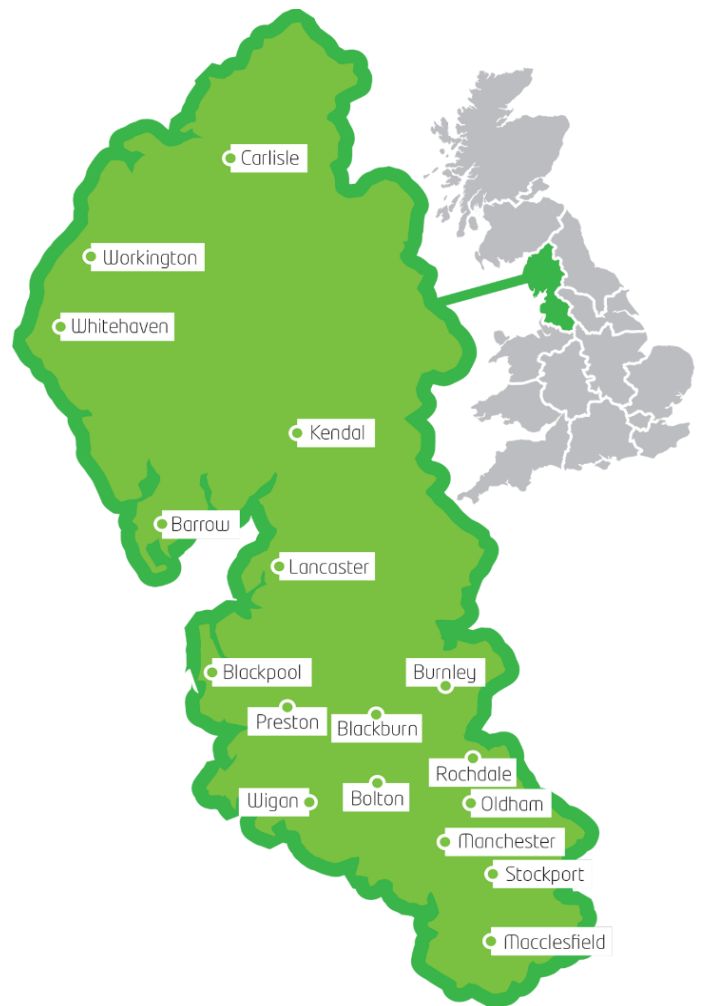 Carlisle
Workington
Whitehaven
Kendal
Barrow
Lancaster
Blackpool
Burnley
Preston
Blackburn
Rochdale
Wigan
Bolton
Oldham
Manchester
Stockport
Macclesfield